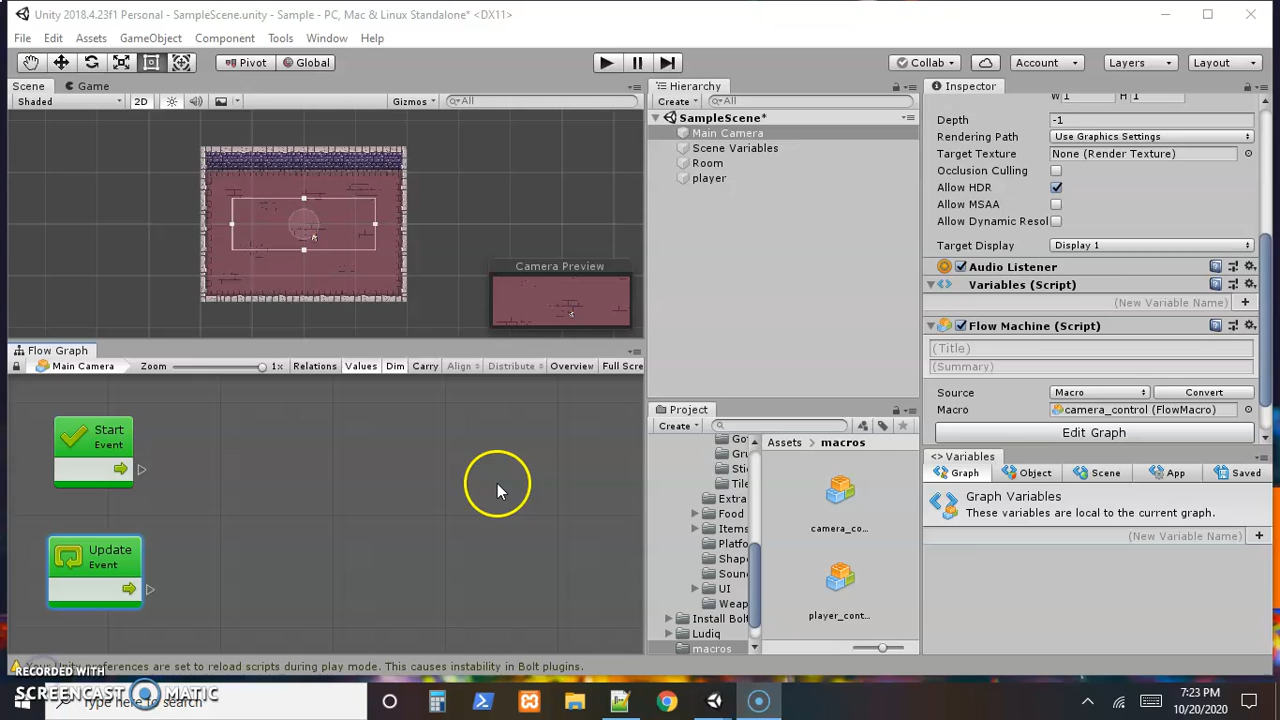 Unity 2018.4.23f1 Personal - SampleScene.unity - Sample - PC, Mac & Linux Standalone* <DX11>
File Edit Assets GameObject Component Tools Window Help
Pivot Global Collab Account Layers Layout
Scene Game
Shaded 2D Gizmos All
Camera Preview
Hierarchy
Create All
SampleScene*
Main Camera
Scene Variables
Room
player
Inspector
W 1 H 1
Depth -1
Rendering Path Use Graphics Settings
Target Texture None (Render Texture)
Occlusion Culling
Allow HDR
Allow MSAA
Allow Dynamic Resol
Target Display Display 1
Audio Listener
Variables (Script)
(New Variable Name)
Flow Machine (Script)
(Title)
(Summary)
Source Macro Convert
Macro camera_control (FlowMacro)
Edit Graph
Flow Graph
Main Camera Zoom 1x Relations Values Dim Carry Align Distribute Overview Full Scre
Start
Event
Update
Event
Project
Create
Assets macros
Go
Gru
Stic
Tile
Extra
Food
Items
Platfo
Shap
Soun
UI
Weap
Install Bolt
Ludiq
macros
camera_co...
player_cont...
Variables
Graph Object Scene App Saved
Graph Variables
These variables are local to the current graph.
(New Variable Name)
Your Unity preferences are set to reload scripts during play mode. This causes instability in Bolt plugins.
RECORDED WITH
SCREENCAST MATIC
Type here to search
7:23 PM
10/20/2020